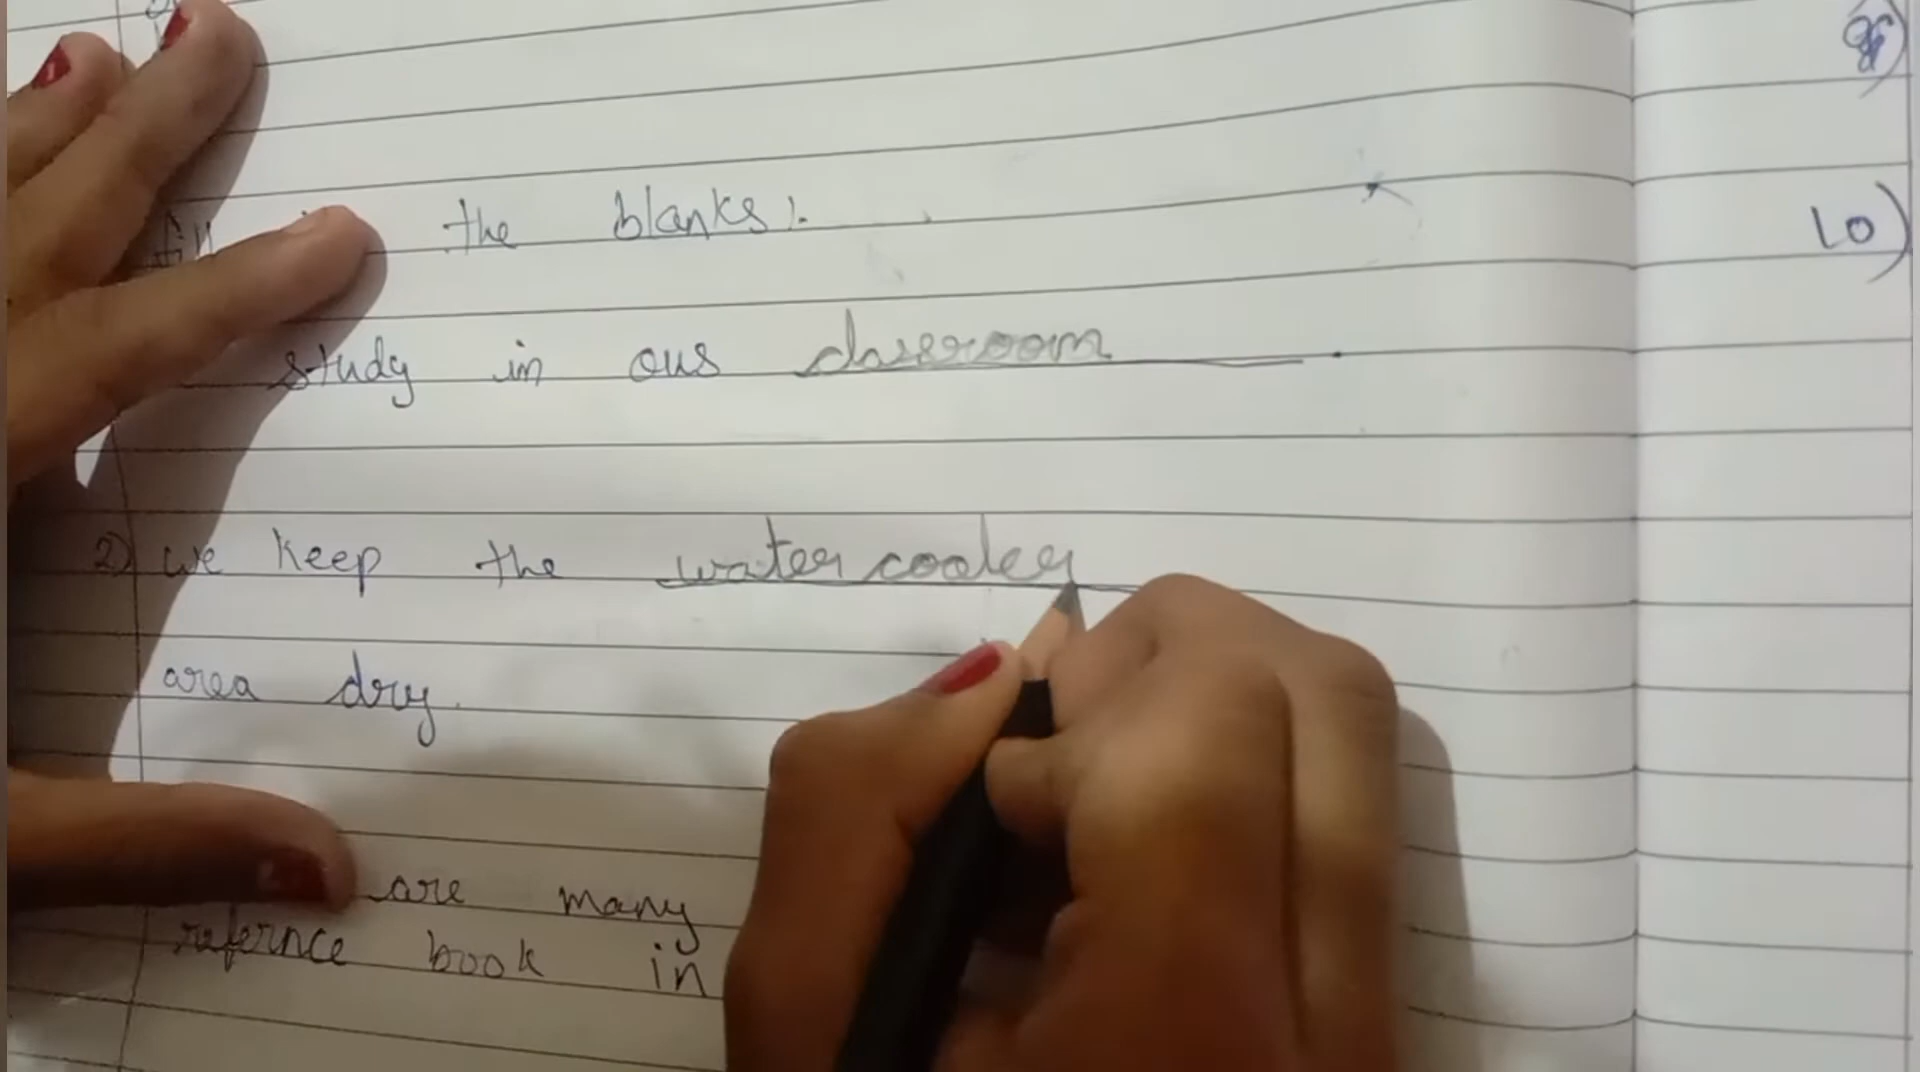 the blanks :-
study in our classroom .
2) we keep the water cooler
area dry.
are many
refernce book in
10)